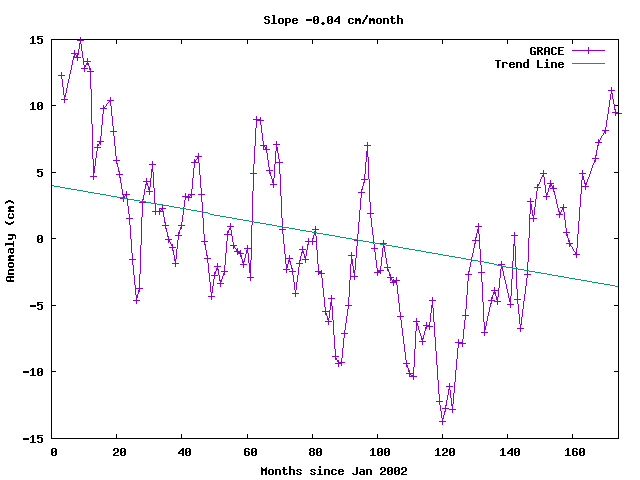 Slope -0.04 cm/month
GRACE
Trend Line
15
10
5
0
-5
-10
-15
Anomaly (cm)
0 20 40 60 80 100 120 140 160
Months since Jan 2002